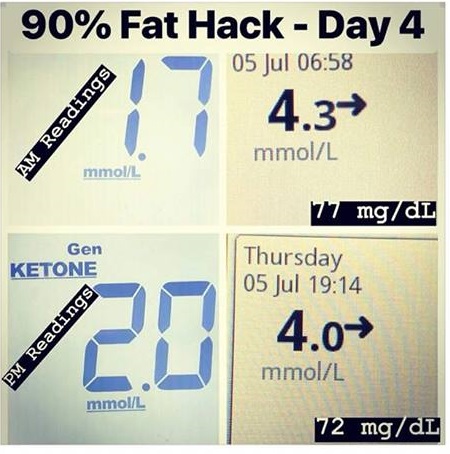 90% Fat Hack - Day 4
AM Readings
1.7
mmol/L
05 Jul 06:58
4.3→
mmol/L
77 mg/dL
Gen
KETONE
PM Readings
2.0
mmol/L
Thursday
05 Jul 19:14
4.0→
mmol/L
72 mg/dL